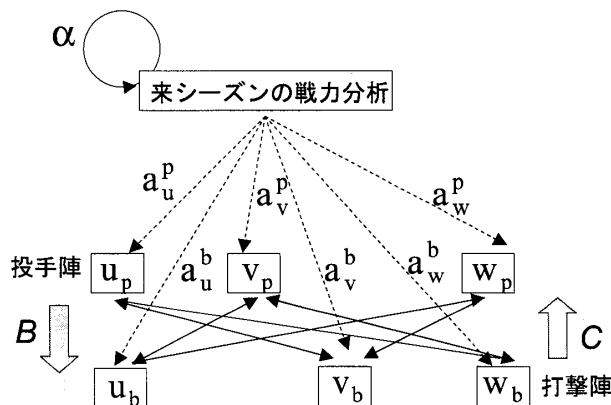 α
来シーズンの戦力分析
a_u^p
a_v^p
a_w^p
a_u^b
a_v^b
a_w^b
投手陣
u_p
v_p
w_p
B
C
u_b
v_b
w_b
打撃陣